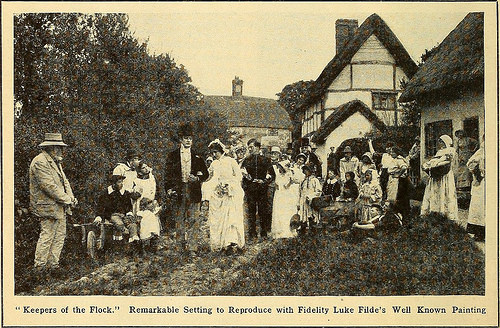 "Keepers of the Flock." Remarkable Setting to Reproduce with Fidelity Luke Filde's Well Known Painting